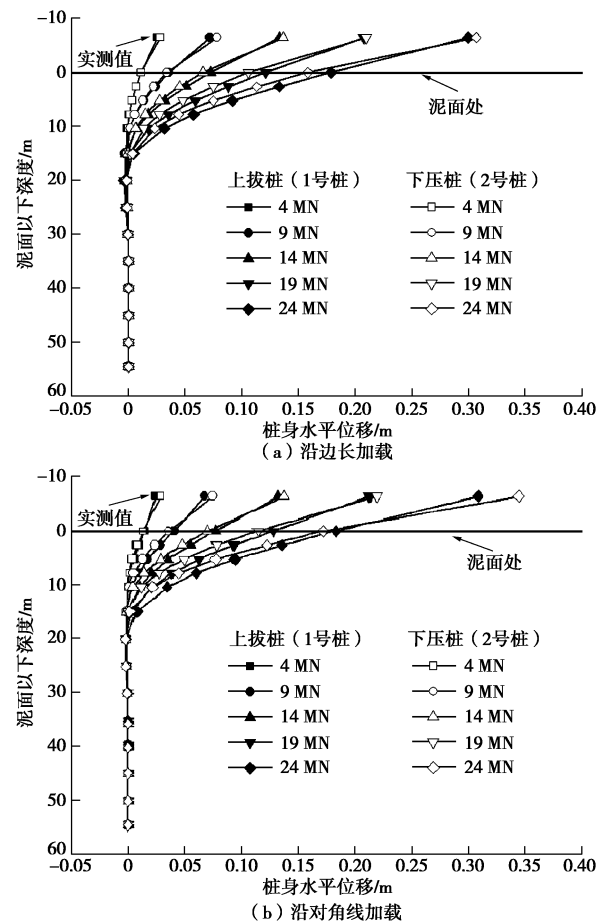 -10
实测值
0
泥面处
10
上拔桩（1号桩） 下压桩（2号桩）
4 MN 4 MN
9 MN 9 MN
14 MN 14 MN
19 MN 19 MN
24 MN 24 MN
20
30
40
50
60
泥面以下深度/m
-0.05 0 0.05 0.10 0.15 0.20 0.25 0.30 0.35 0.40
桩身水平位移/m
（a）沿边长加载
-10
实测值
0
泥面处
10
上拔桩（1号桩） 下压桩（2号桩）
4 MN 4 MN
9 MN 9 MN
14 MN 14 MN
19 MN 19 MN
24 MN 24 MN
20
30
40
50
60
泥面以下深度/m
-0.05 0 0.05 0.10 0.15 0.20 0.25 0.30 0.35 0.40
桩身水平位移/m
（b）沿对角线加载